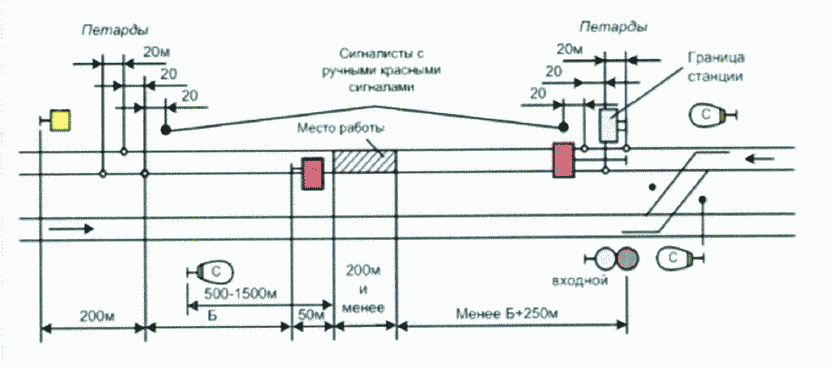 Петарды
Петарды
20м
20
20
Сигналисты с
ручными красными
сигналами
20м
20
20
Граница
станции
С
Место работы
С
С
входной
500-1500м
200м
и
менее
200м
Б
50м
Менее Б+250м